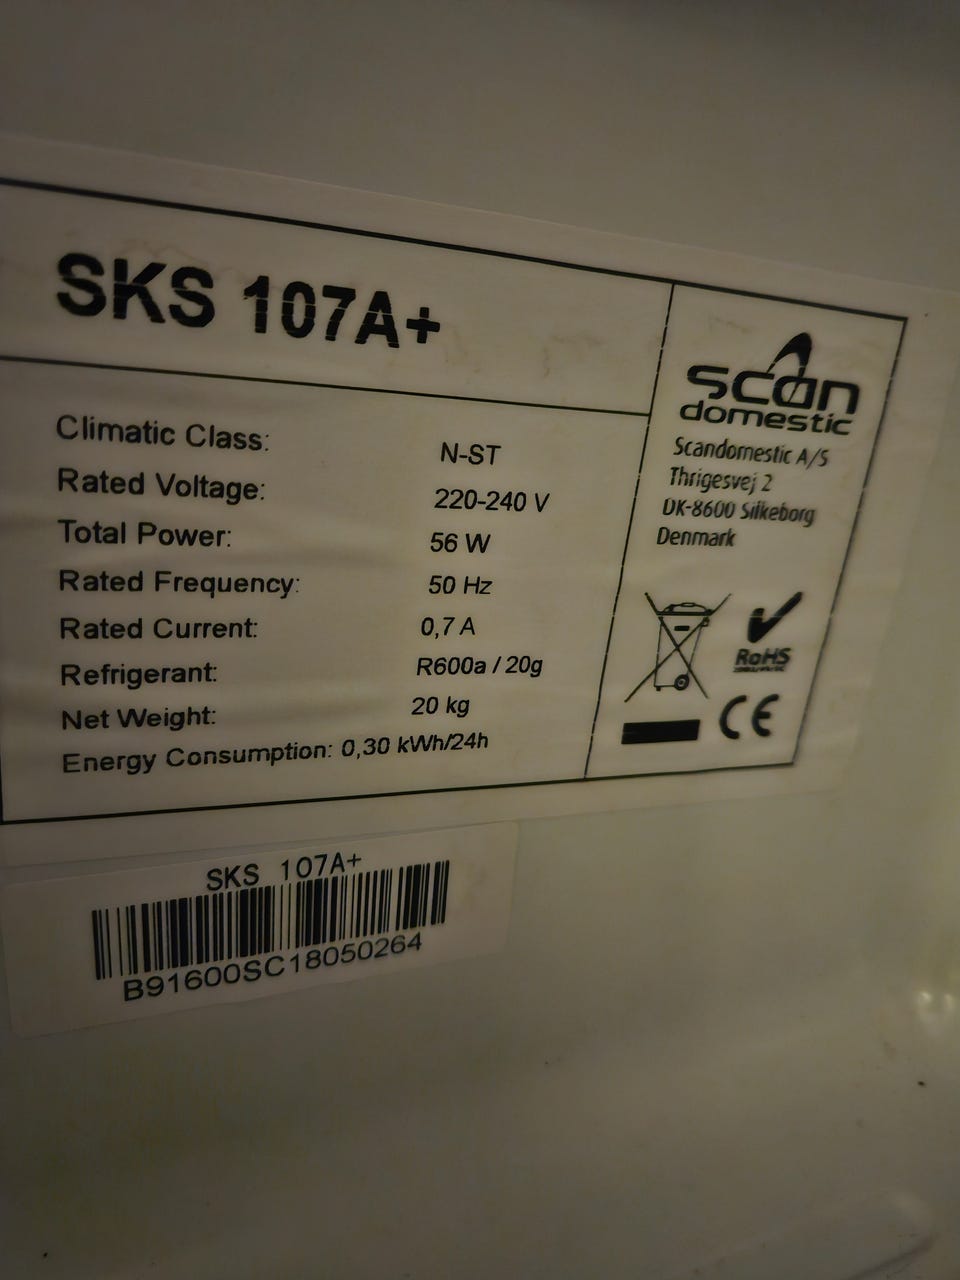 SKS 107A+
Climatic Class: N-ST
Rated Voltage: 220-240 V
Total Power: 56 W
Rated Frequency: 50 Hz
Rated Current: 0,7 A
Refrigerant: R600a / 20g
Net Weight: 20 kg
Energy Consumption: 0,30 kWh/24h
scan
domestic
Scandomestic A/S
Thrigesvej 2
DK-8600 Silkeborg
Denmark
RoHS
CE
SKS 107A+
B91600SC18050264